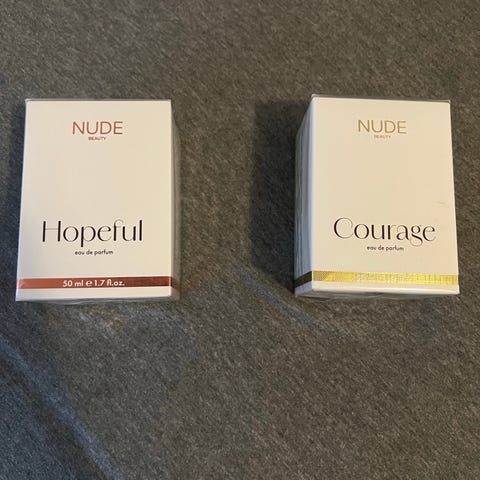 NUDE
BEAUTY
Hopeful
eau de parfum
50 ml e 1.7 fl.oz.
NUDE
BEAUTY
Courage
eau de parfum